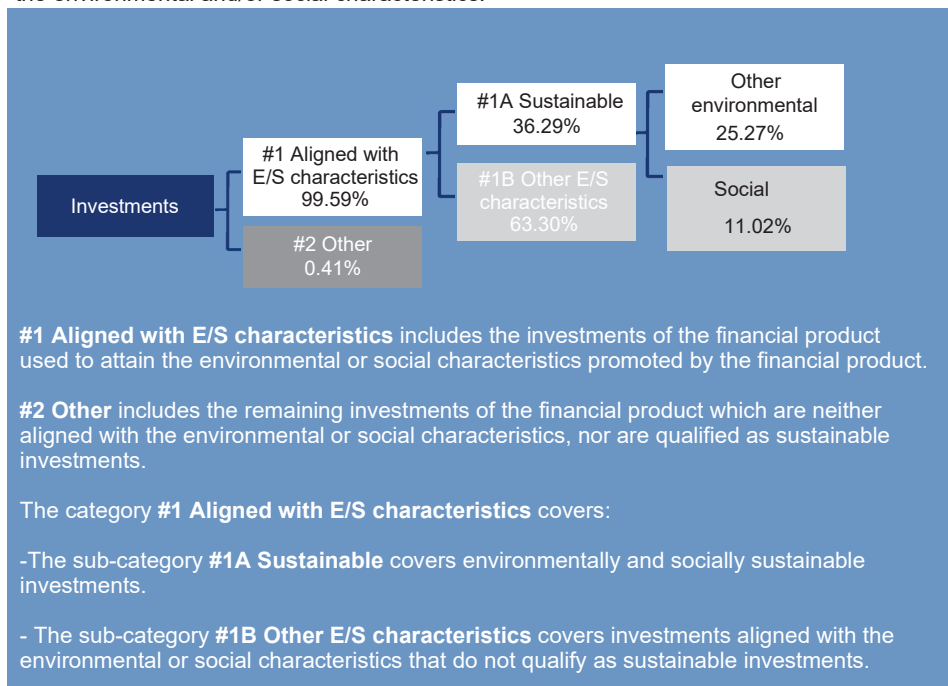 the environmental and/or social characteristics.
Other
environmental
25.27%
#1A Sustainable
36.29%
#1 Aligned with
E/S characteristics
99.59%
#1B Other E/S
characteristics
63.30%
Social
11.02%
Investments
#2 Other
0.41%
#1 Aligned with E/S characteristics includes the investments of the financial product
used to attain the environmental or social characteristics promoted by the financial product.
#2 Other includes the remaining investments of the financial product which are neither
aligned with the environmental or social characteristics, nor are qualified as sustainable
investments.
The category #1 Aligned with E/S characteristics covers:
-The sub-category #1A Sustainable covers environmentally and socially sustainable
investments.
- The sub-category #1B Other E/S characteristics covers investments aligned with the
environmental or social characteristics that do not qualify as sustainable investments.